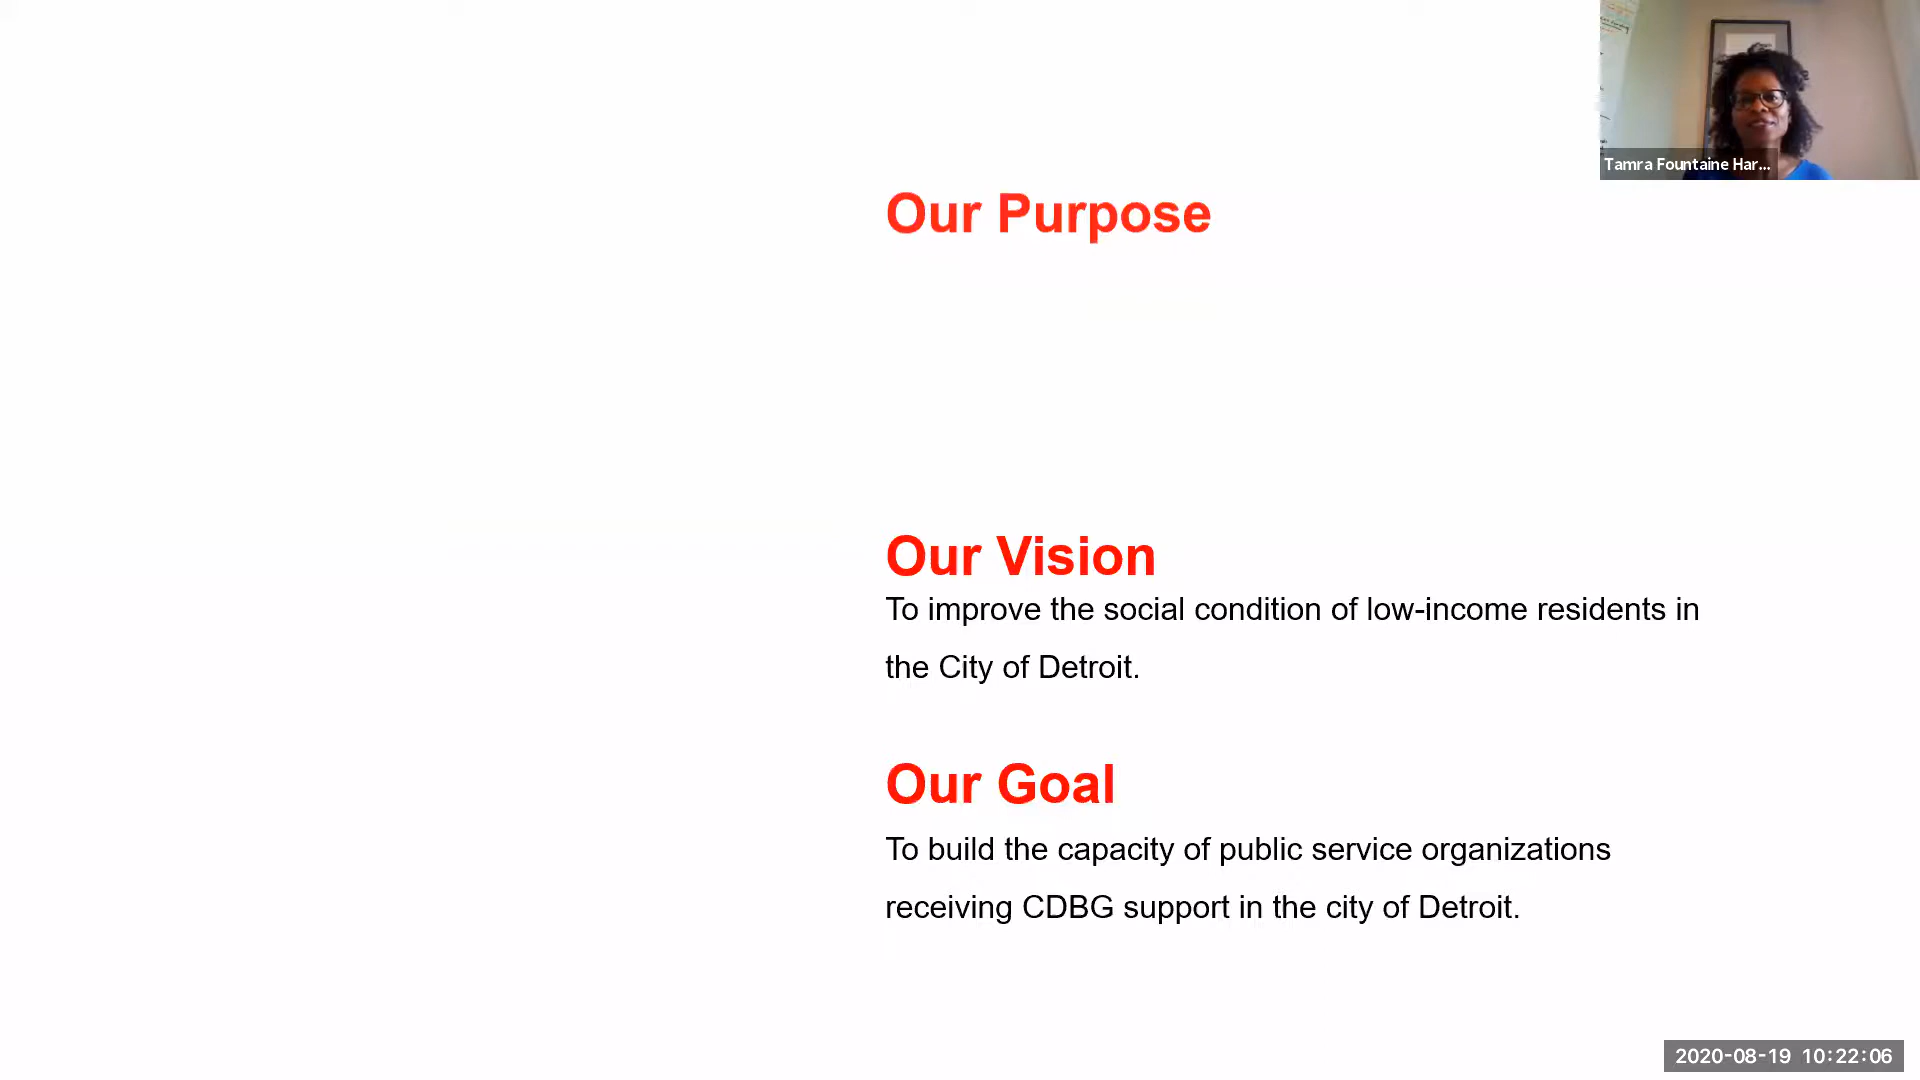 Tamra Fountaine Har...
Our Purpose
Our Vision
To improve the social condition of low-income residents in
the City of Detroit.
Our Goal
To build the capacity of public service organizations
receiving CDBG support in the city of Detroit.
2020-08-19 10:22:06